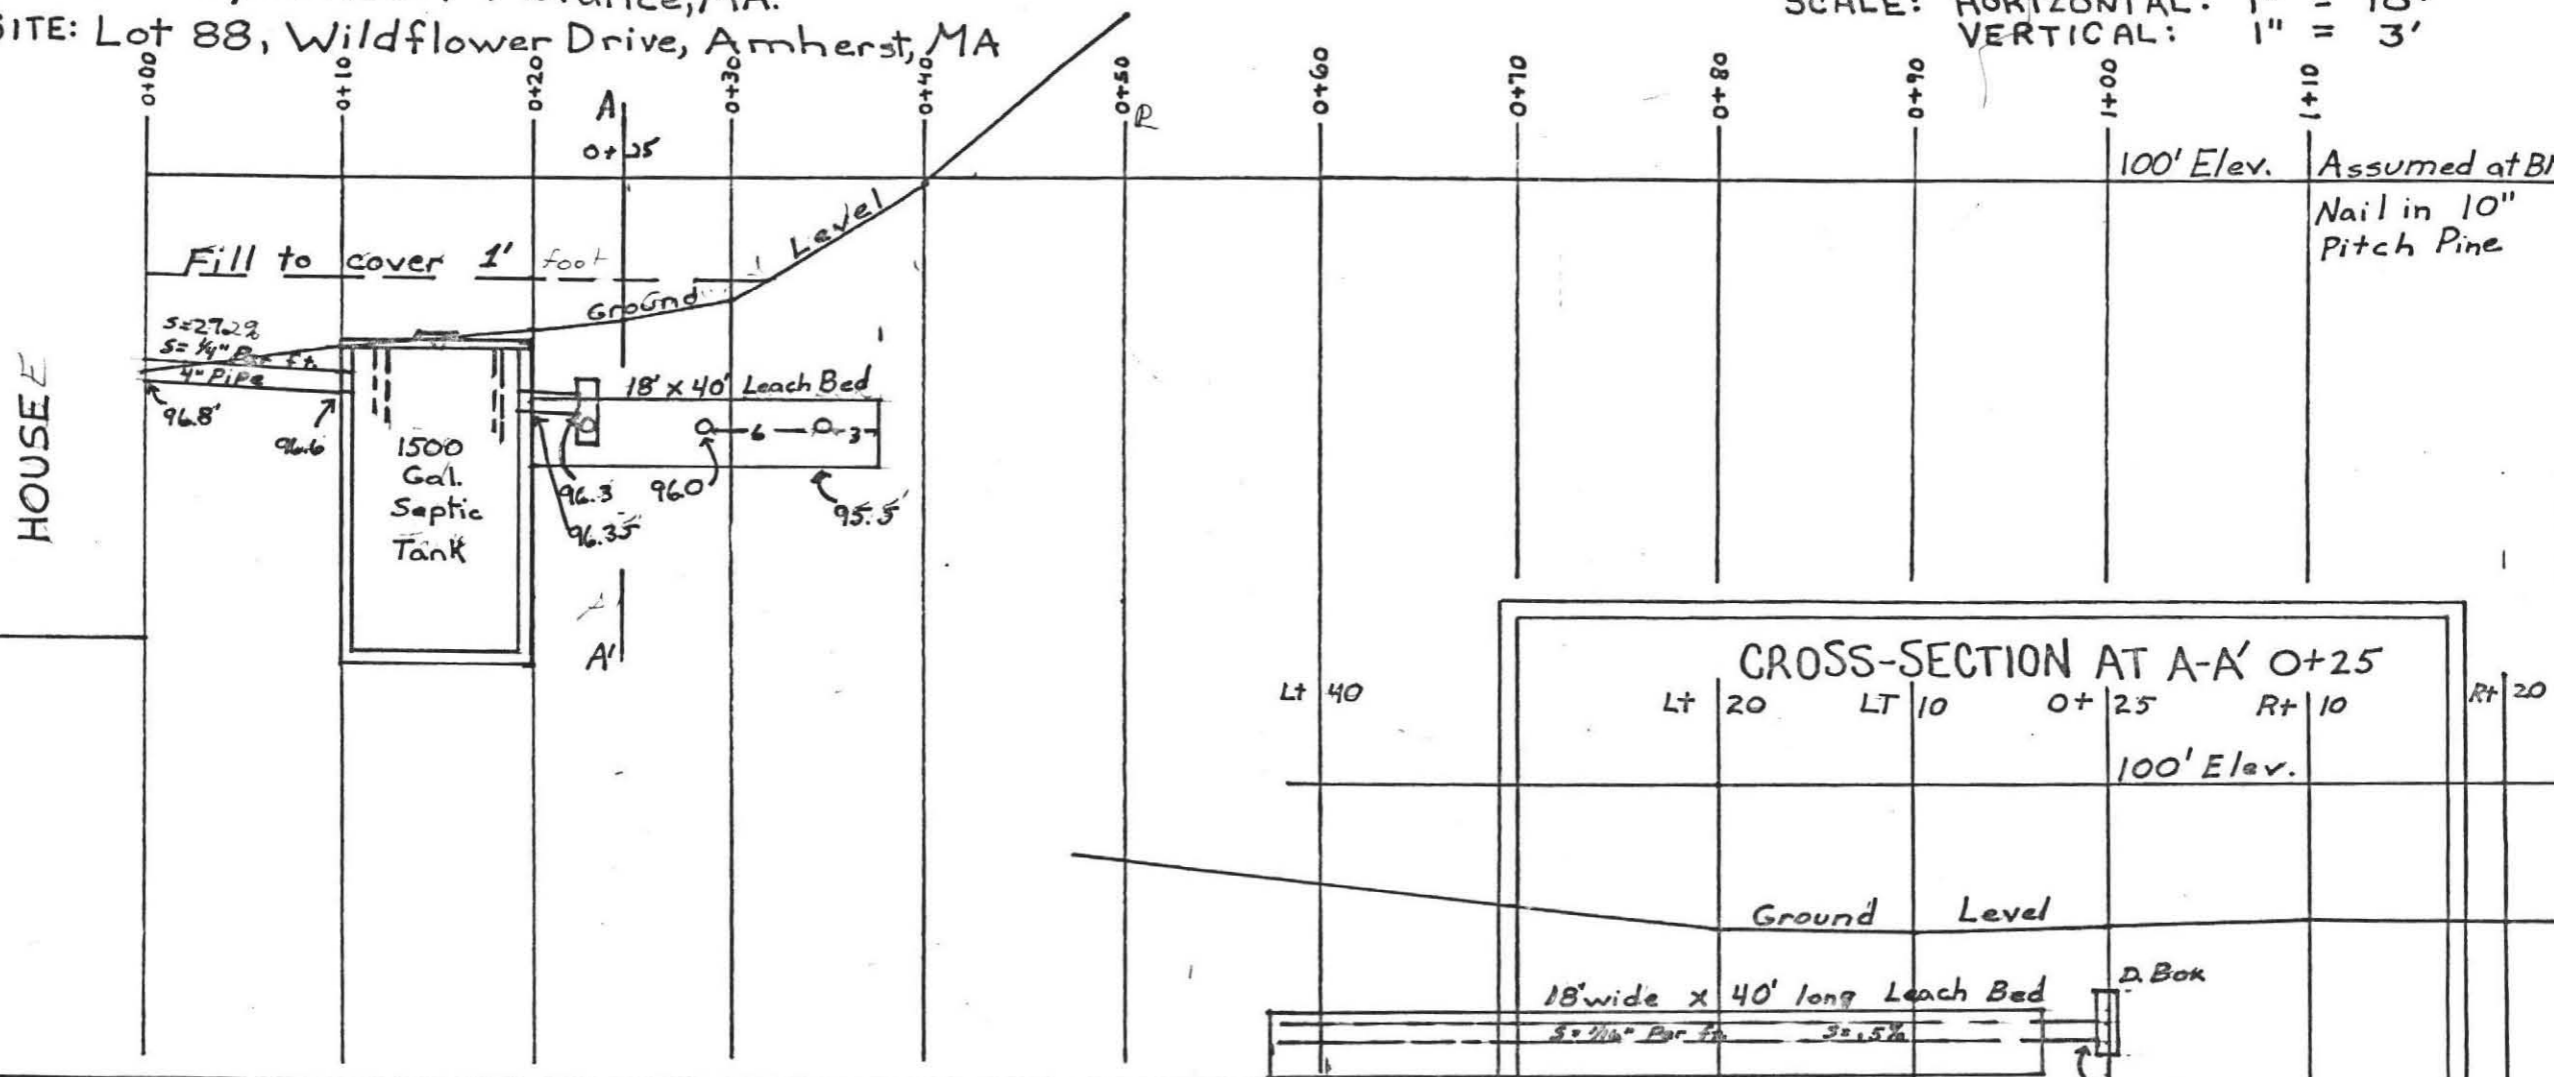 SCALE: HORIZONTAL: 1" = 10'
SITE: Lot 88, Wildflower Drive, Amherst, MA
VERTICAL: 1" = 3'
0+00
0+10
0+20
0+30
0+40
0+50
0+60
0+70
0+80
0+90
1+00
1+10
A
0+25
100' Elev.
Assumed at
Nail in 10"
Pitch Pine
Fill to cover 1' foot
Ground Level
S= 1/4" Per ft.
4" Pipe
HOUSE
96.8'
96.6
1500
Gal.
Septic
Tank
18' x 40' Leach Bed
6
3
96.3
96.0
95.5'
96.35
A'
CROSS-SECTION AT A-A' 0+25
Lt 40
Lt 20
LT 10
0+ 25
Rt 10
Rt 20
100' Elev.
Ground Level
D. Box
18' wide x 40' long Leach Bed
S= 1/16" Per ft.
S= .5%